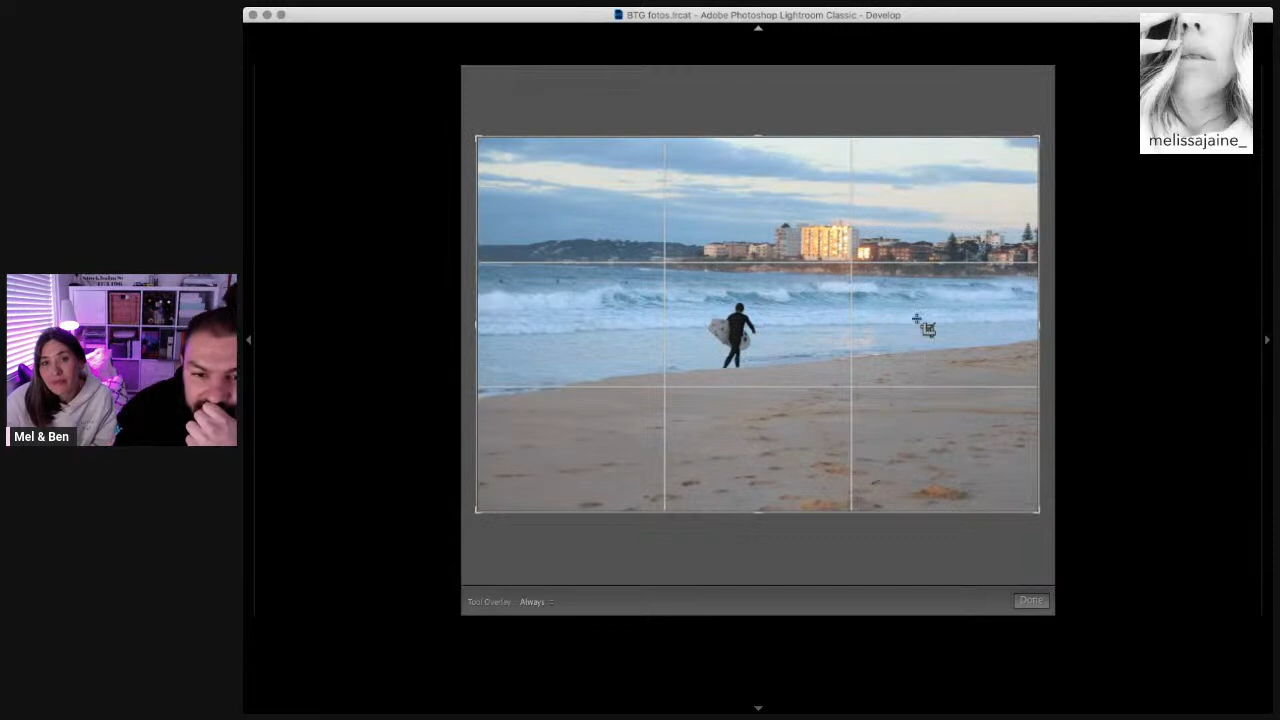 BTG fotos.lrcat - Adobe Photoshop Lightroom Classic - Develop
melissajaine_
Mel & Ben
Tool Overlay: Always
Done